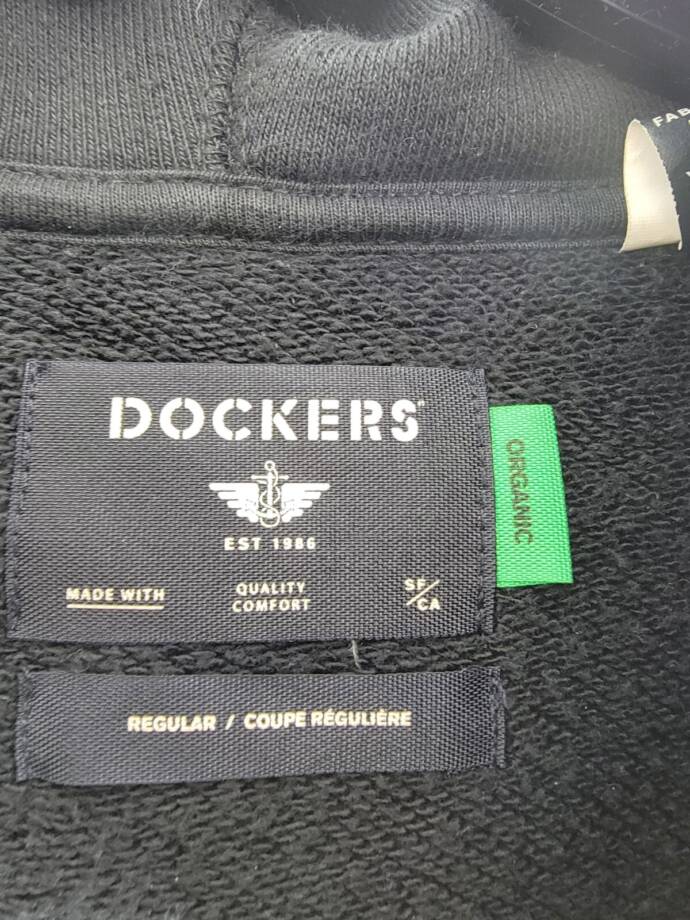 DOCKERS
EST 1986
MADE WITH
QUALITY
COMFORT
SF/
CA
ORGANIC
REGULAR / COUPE RÉGULIÈRE